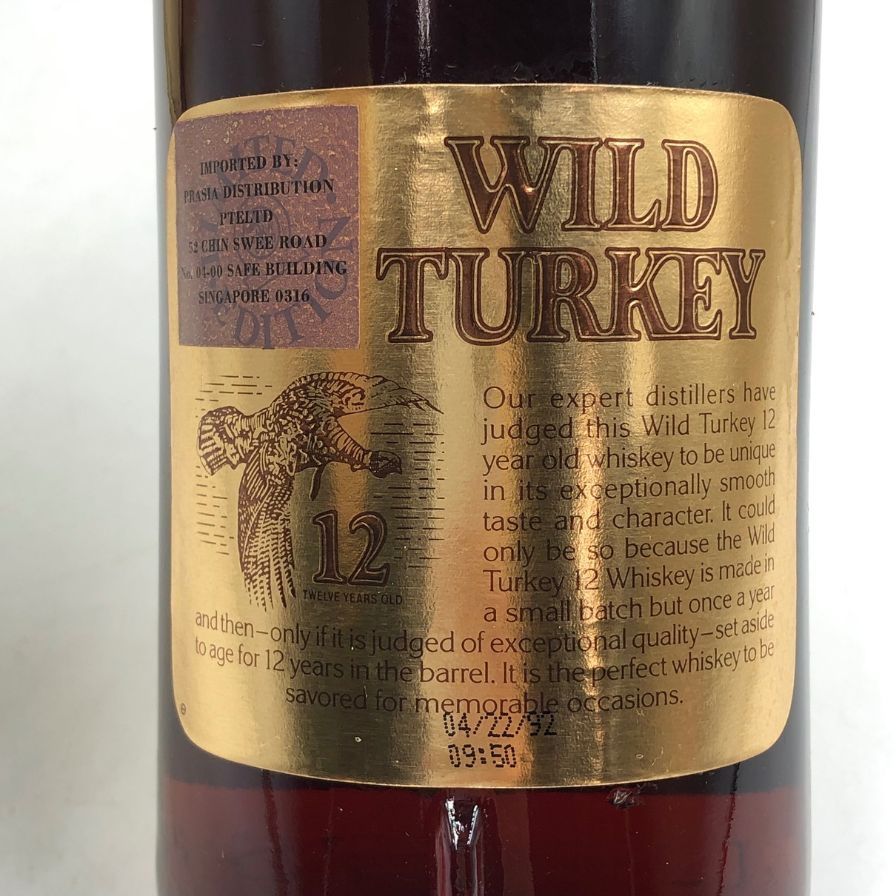 IMPORTED BY:
PRASIA DISTRIBUTION
PTELTD
52 CHIN SWEE ROAD
No. 04-00 SAFE BUILDING
SINGAPORE 0316
EDITION
WILD
TURKEY
12
TWELVE YEARS OLD
Our expert distillers have
judged this Wild Turkey 12
year old whiskey to be unique
in its exceptionally smooth
taste and character. It could
only be so because the Wild
Turkey 12 Whiskey is made in
a small batch but once a year
and then—only if it is judged of exceptional quality—set aside
to age for 12 years in the barrel. It is the perfect whiskey to be
savored for memorable occasions.
04/22/92
09:50